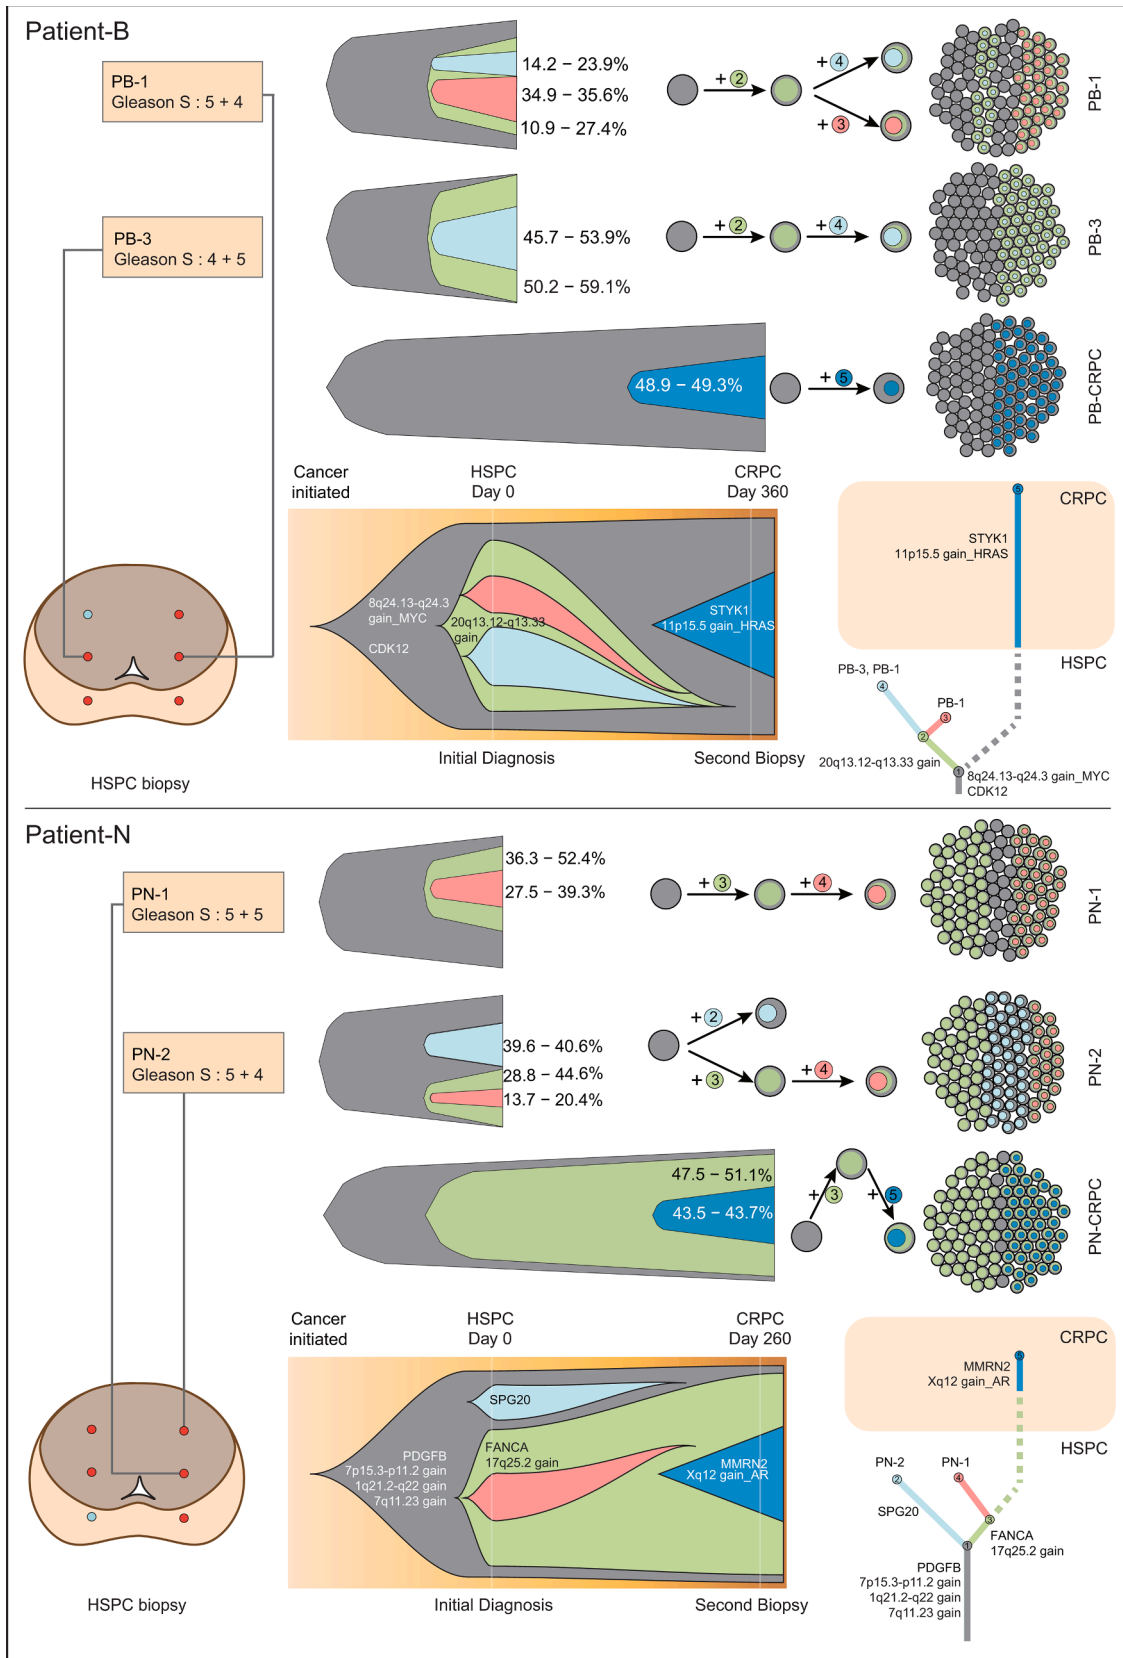 Patient-B
PB-1
Gleason S : 5 + 4
14.2 – 23.9%
34.9 – 35.6%
10.9 – 27.4%
+ 2
+ 4
+ 3
PB-1
PB-3
Gleason S : 4 + 5
45.7 – 53.9%
50.2 – 59.1%
+ 2
+ 4
PB-3
48.9 – 49.3%
+ 5
PB-CRPC
Cancer
initiated
HSPC
Day 0
CRPC
Day 360
8q24.13-q24.3
gain_MYC
CDK12
20q13.12-q13.33
gain
STYK1
11p15.5 gain_HRAS
Initial Diagnosis
Second Biopsy
HSPC biopsy
5
CRPC
STYK1
11p15.5 gain_HRAS
HSPC
PB-3, PB-1
4
PB-1
3
2
20q13.12-q13.33 gain
1
8q24.13-q24.3 gain_MYC
CDK12
Patient-N
PN-1
Gleason S : 5 + 5
36.3 – 52.4%
27.5 – 39.3%
+ 3
+ 4
PN-1
PN-2
Gleason S : 5 + 4
39.6 – 40.6%
28.8 – 44.6%
13.7 – 20.4%
+ 2
+ 3
+ 4
PN-2
47.5 – 51.1%
43.5 – 43.7%
+ 3
+ 5
PN-CRPC
Cancer
initiated
HSPC
Day 0
CRPC
Day 260
SPG20
PDGFB
7p15.3-p11.2 gain
1q21.2-q22 gain
7q11.23 gain
FANCA
17q25.2 gain
MMRN2
Xq12 gain_AR
Initial Diagnosis
Second Biopsy
HSPC biopsy
CRPC
5
MMRN2
Xq12 gain_AR
HSPC
PN-2
2
PN-1
4
SPG20
3
FANCA
17q25.2 gain
1
PDGFB
7p15.3-p11.2 gain
1q21.2-q22 gain
7q11.23 gain